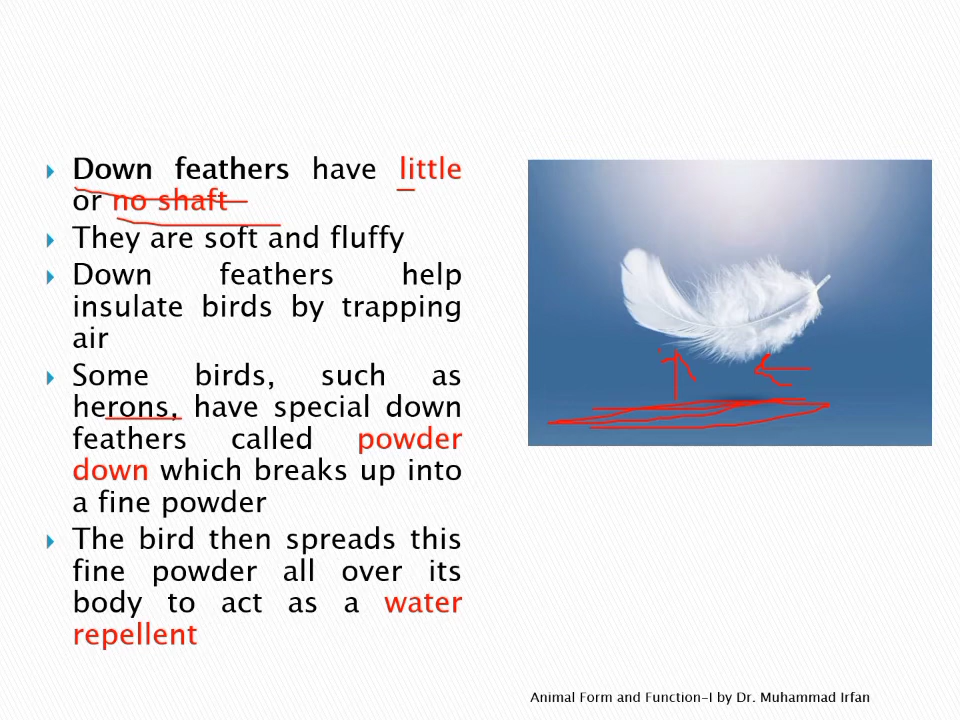 Down feathers have little
or no shaft
They are soft and fluffy
Down feathers help
insulate birds by trapping
air
Some birds, such as
herons, have special down
feathers called powder
down which breaks up into
a fine powder
The bird then spreads this
fine powder all over its
body to act as a water
repellent
Animal Form and Function-I by Dr. Muhammad Irfan